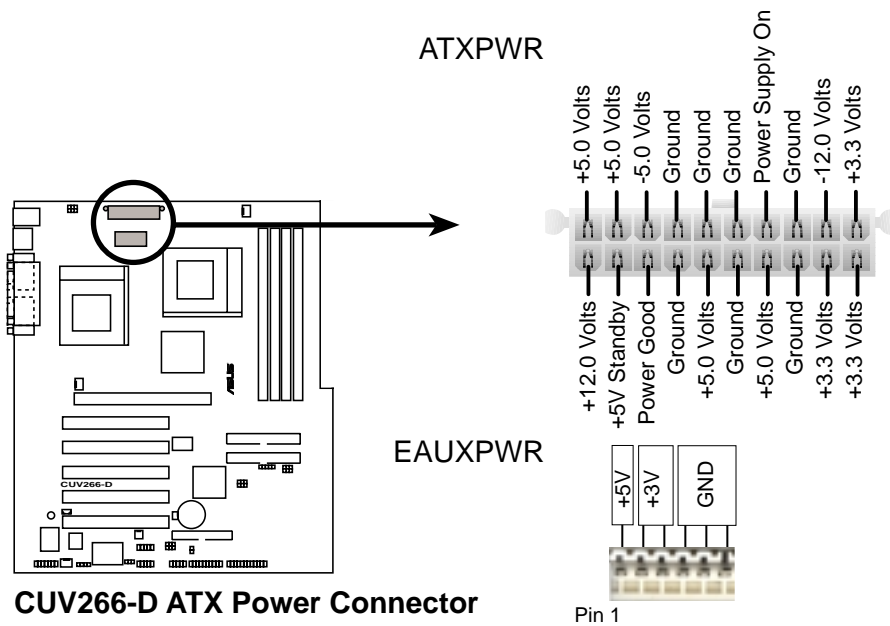 ATXPWR
+5.0 Volts
+5.0 Volts
-5.0 Volts
Ground
Ground
Ground
Power Supply On
Ground
-12.0 Volts
+3.3 Volts
+12.0 Volts
+5V Standby
Power Good
Ground
+5.0 Volts
Ground
+5.0 Volts
Ground
+3.3 Volts
+3.3 Volts
/SUS
EAUXPWR
+5V
+3V
GND
CUV266-D
CUV266-D ATX Power Connector
Pin 1